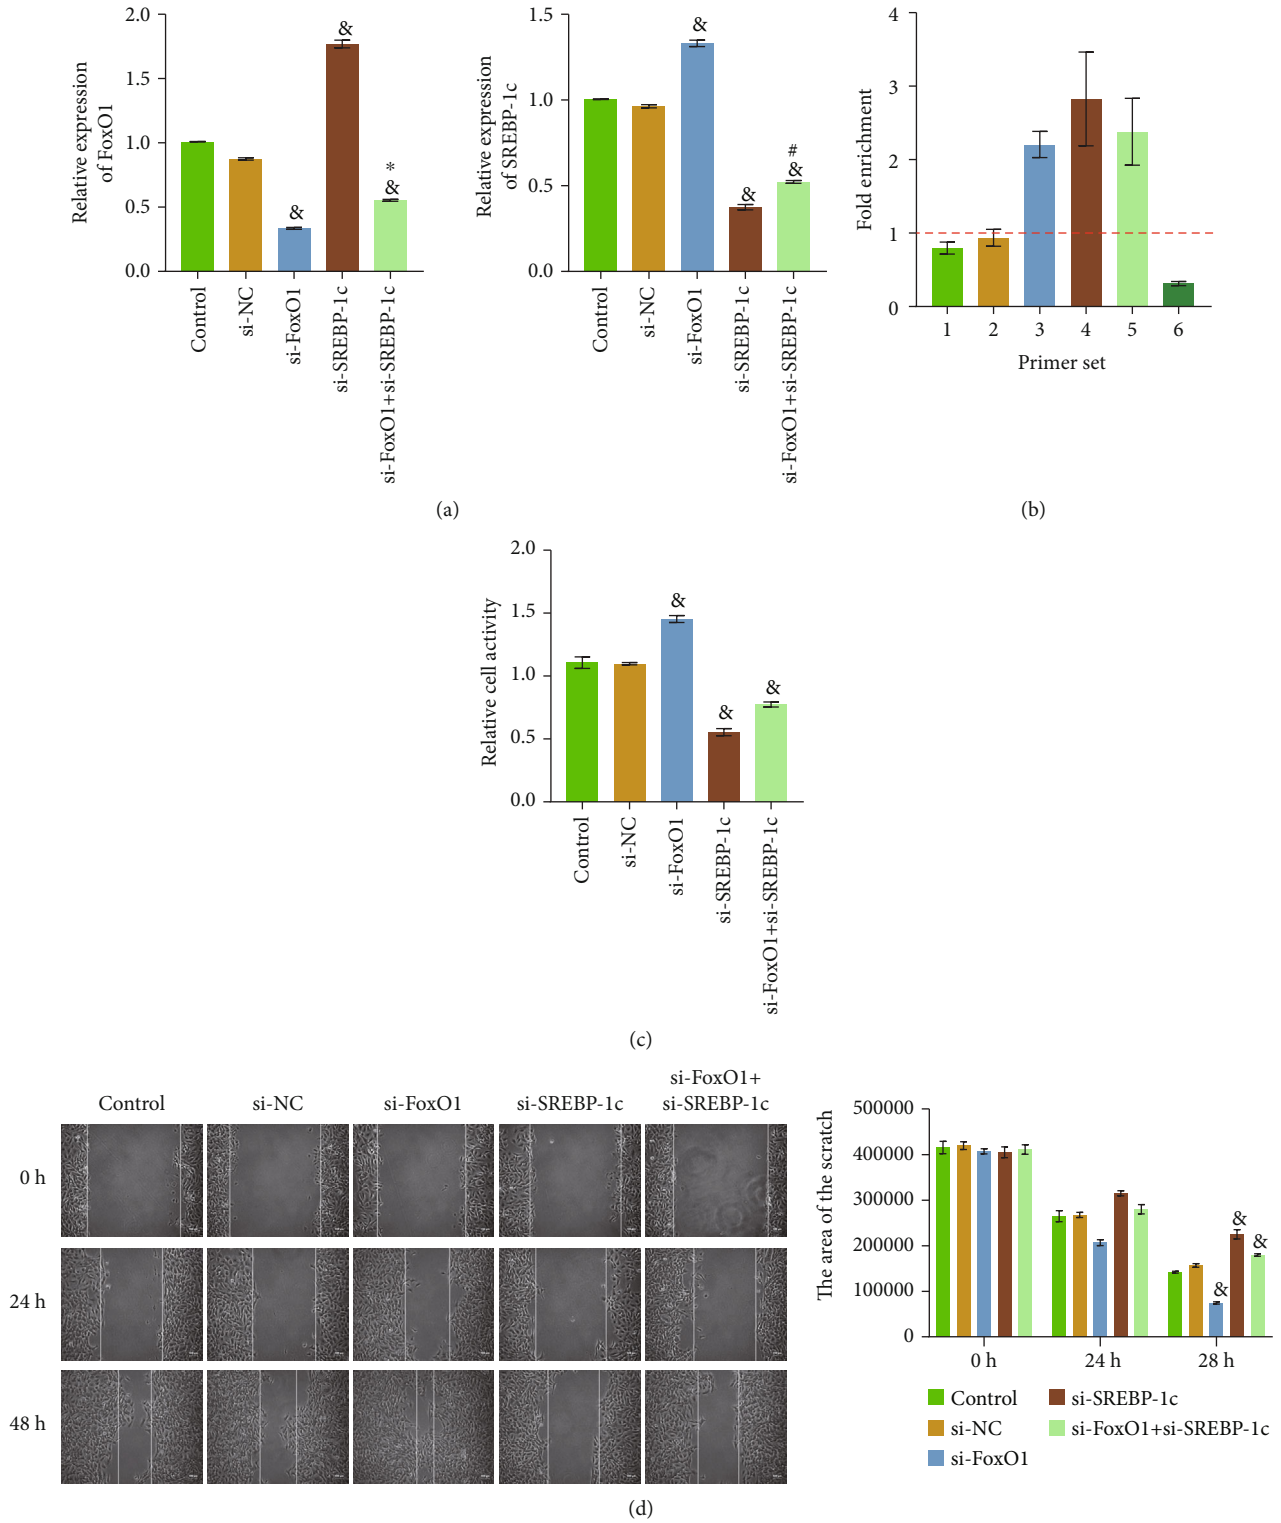 Relative expression
of FoxO1
2.0
1.5
1.0
0.5
0.0
&
&
*
&
Control
si-NC
si-FoxO1
si-SREBP-1c
si-FoxO1+si-SREBP-1c
Relative expression
of SREBP-1c
1.5
1.0
0.5
0.0
&
&
#
&
Control
si-NC
si-FoxO1
si-SREBP-1c
si-FoxO1+si-SREBP-1c
(a)
Fold enrichment
4
3
2
1
0
1 2 3 4 5 6
Primer set
(b)
Relative cell activity
2.0
1.5
1.0
0.5
0.0
&
&
&
Control
si-NC
si-FoxO1
si-SREBP-1c
si-FoxO1+si-SREBP-1c
(c)
Control si-NC si-FoxO1 si-SREBP-1c si-FoxO1+
si-SREBP-1c
0 h
24 h
48 h
The area of the scratch
500000
400000
300000
200000
100000
0
&
&
&
0 h 24 h 28 h
Control
si-NC
si-FoxO1
si-SREBP-1c
si-FoxO1+si-SREBP-1c
(d)